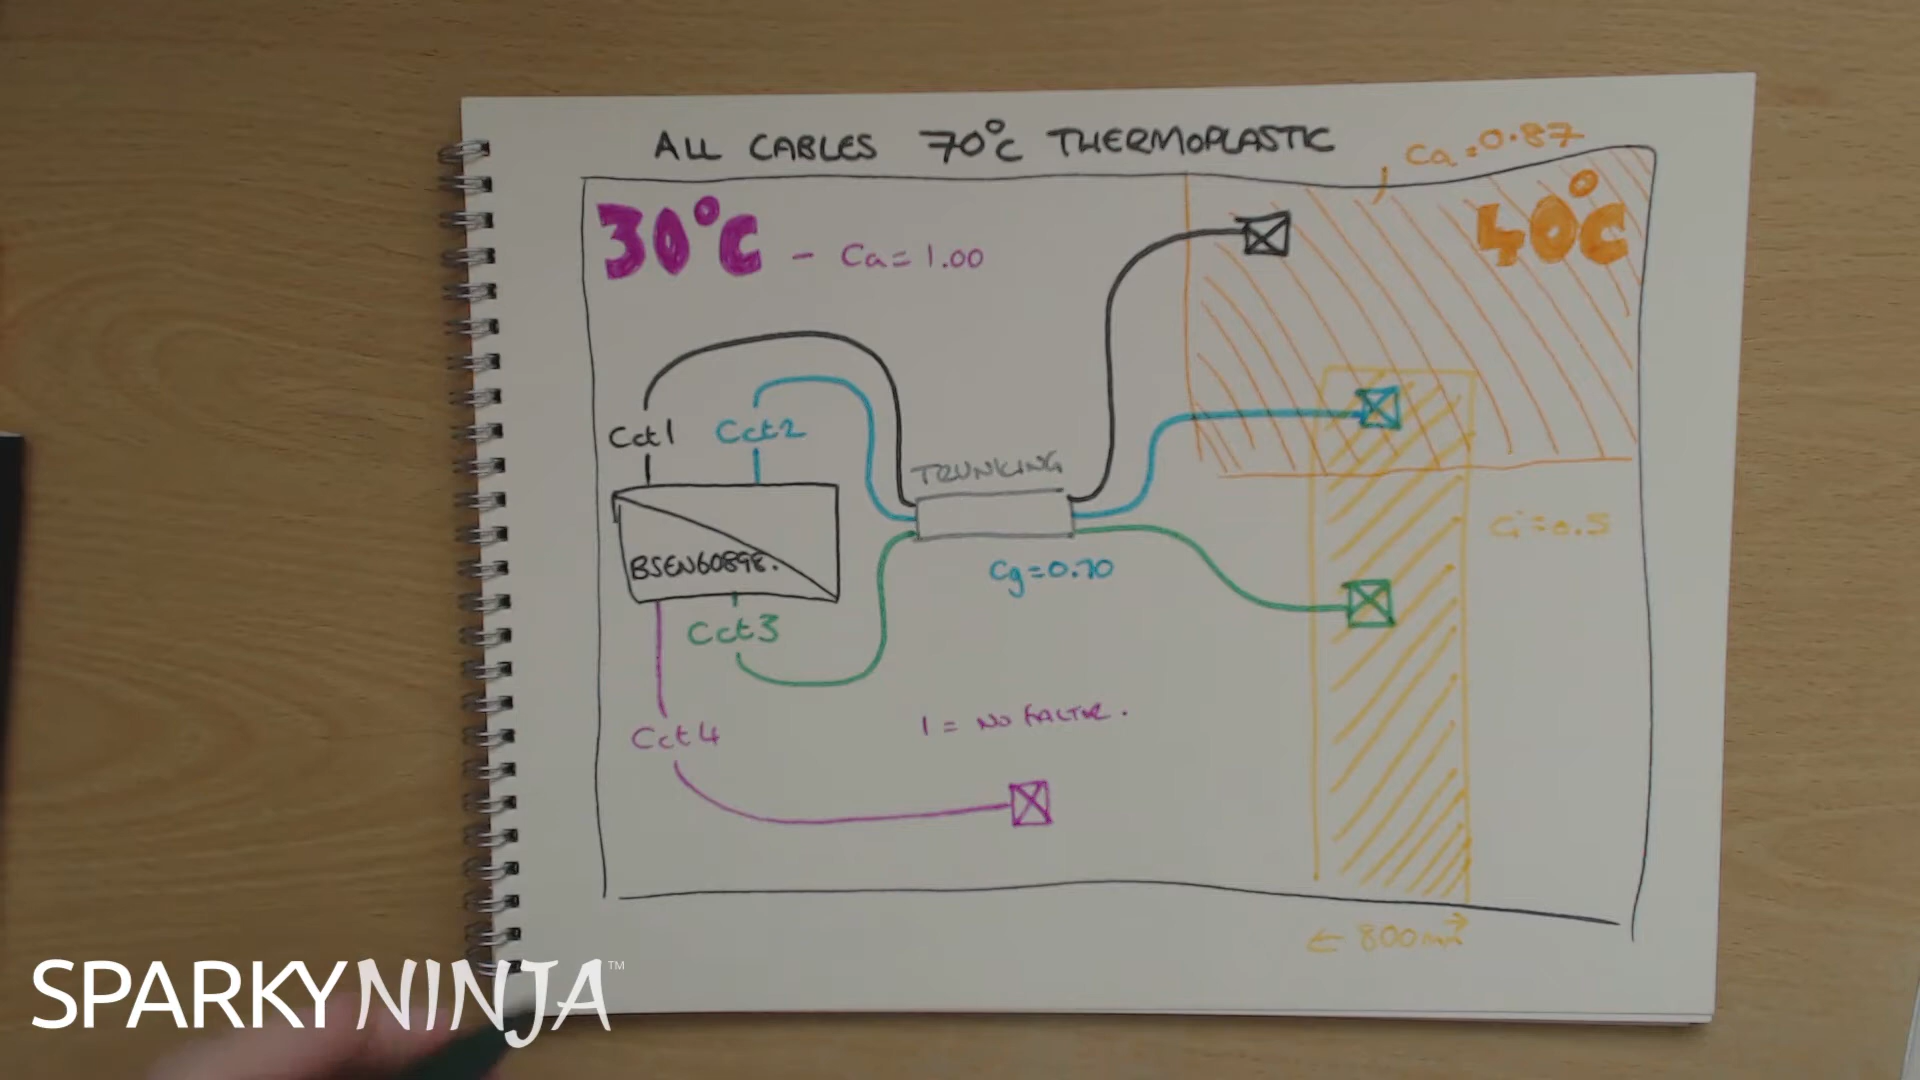 ALL CABLES 70°C THERMOPLASTIC
Ca=0.87
30°C - Ca=1.00
40°C
Cct1
Cct2
TRUNKING
BSEN60898.
Cg=0.70
Ci=0.5
Cct3
1 = NO FACTOR.
Cct4
← 800mm →
SPARKYNINJA™